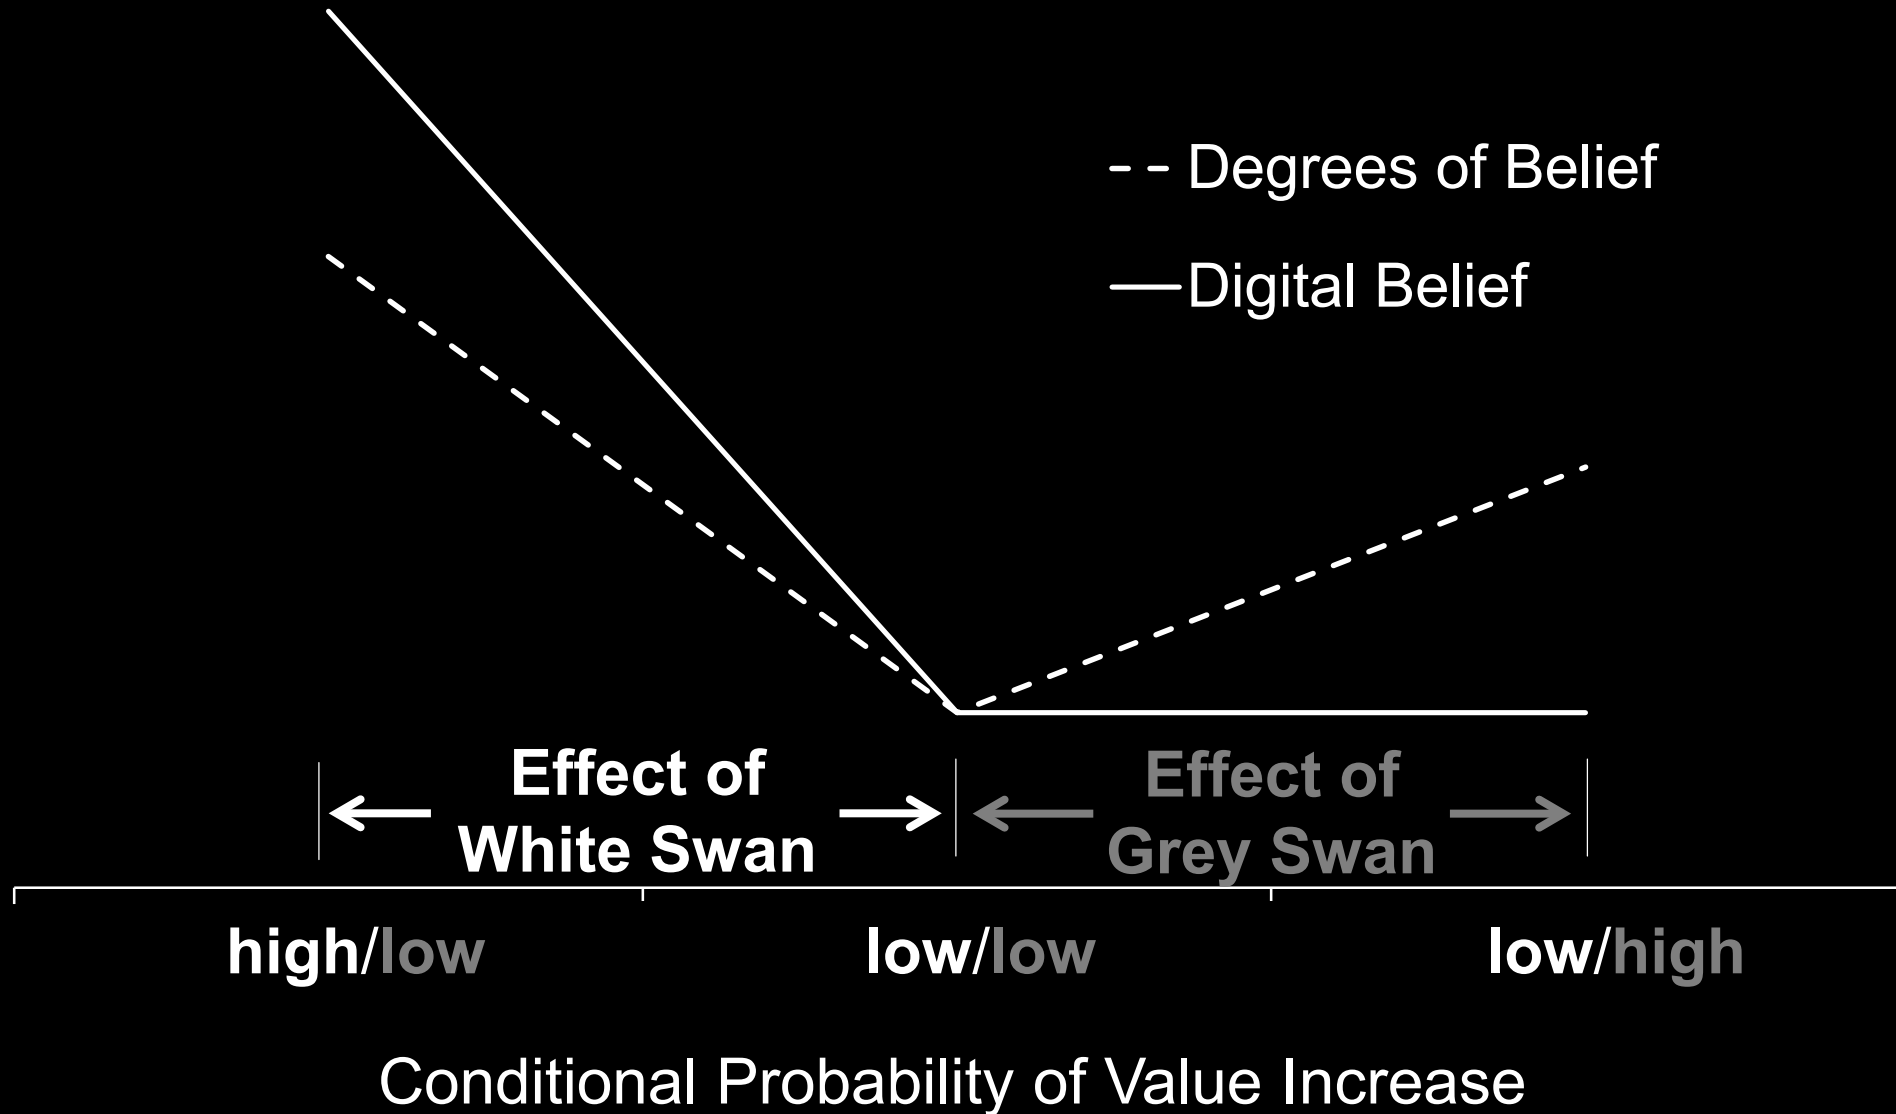 Degrees of Belief
Digital Belief
Effect of
White Swan
Effect of
Grey Swan
high/low
low/low
low/high
Conditional Probability of Value Increase